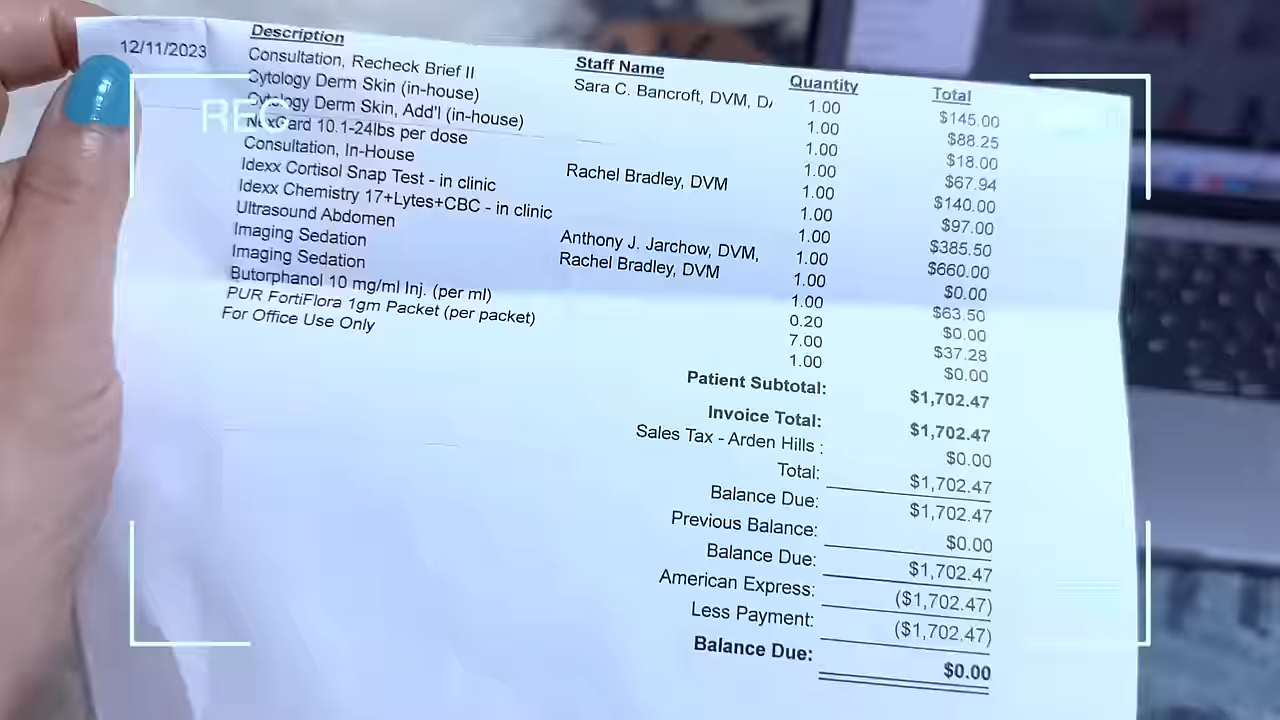 12/11/2023 Description Staff Name Quantity Total
Consultation, Recheck Brief II Sara C. Bancroft, DVM, DA 1.00 $145.00
Cytology Derm Skin (in-house) 1.00 $88.25
Cytology Derm Skin, Add'l (in-house) 1.00 $18.00
NexGard 10.1-24lbs per dose 1.00 $67.94
Consultation, In-House Rachel Bradley, DVM 1.00 $140.00
Idexx Cortisol Snap Test - in clinic 1.00 $97.00
Idexx Chemistry 17+Lytes+CBC - in clinic 1.00 $385.50
Ultrasound Abdomen Anthony J. Jarchow, DVM, 1.00 $660.00
Imaging Sedation Rachel Bradley, DVM 1.00 $0.00
Imaging Sedation 1.00 $63.50
Butorphanol 10 mg/ml Inj. (per ml) 0.20 $0.00
PUR FortiFlora 1gm Packet (per packet) 7.00 $37.28
For Office Use Only 1.00 $0.00
Patient Subtotal: $1,702.47
Invoice Total: $1,702.47
Sales Tax - Arden Hills : $0.00
Total: $1,702.47
Balance Due: $1,702.47
Previous Balance: $0.00
Balance Due: $1,702.47
American Express: ($1,702.47)
Less Payment: ($1,702.47)
Balance Due: $0.00
REC